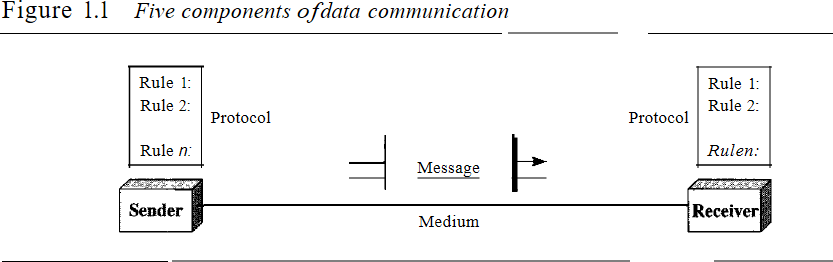 Figure 1.1 Five components ofdata communication
Rule 1:
Rule 2:
Rule n:
Protocol
Message
Protocol
Rule 1:
Rule 2:
Rulen:
Sender
Medium
Receiver